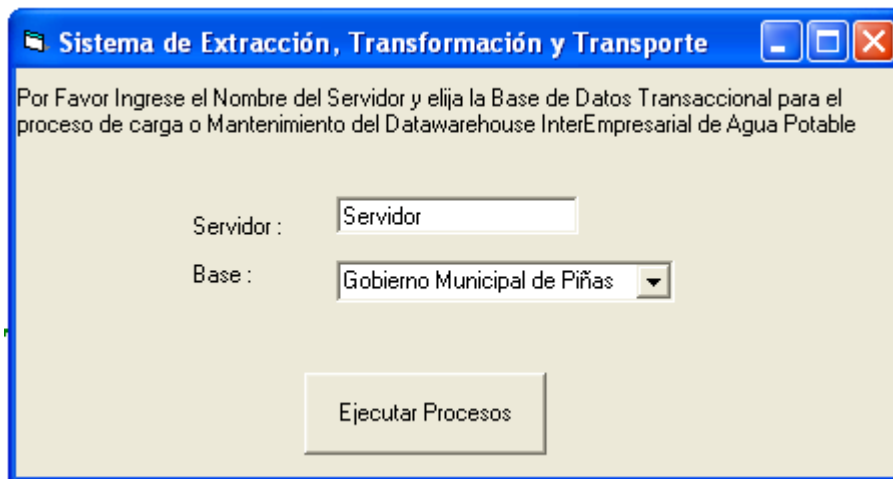 Sistema de Extracción, Transformación y Transporte
Por Favor Ingrese el Nombre del Servidor y elija la Base de Datos Transaccional para el
proceso de carga o Mantenimiento del Datawarehouse InterEmpresarial de Agua Potable
Servidor : Servidor
Base : Gobierno Municipal de Piñas
Ejecutar Procesos